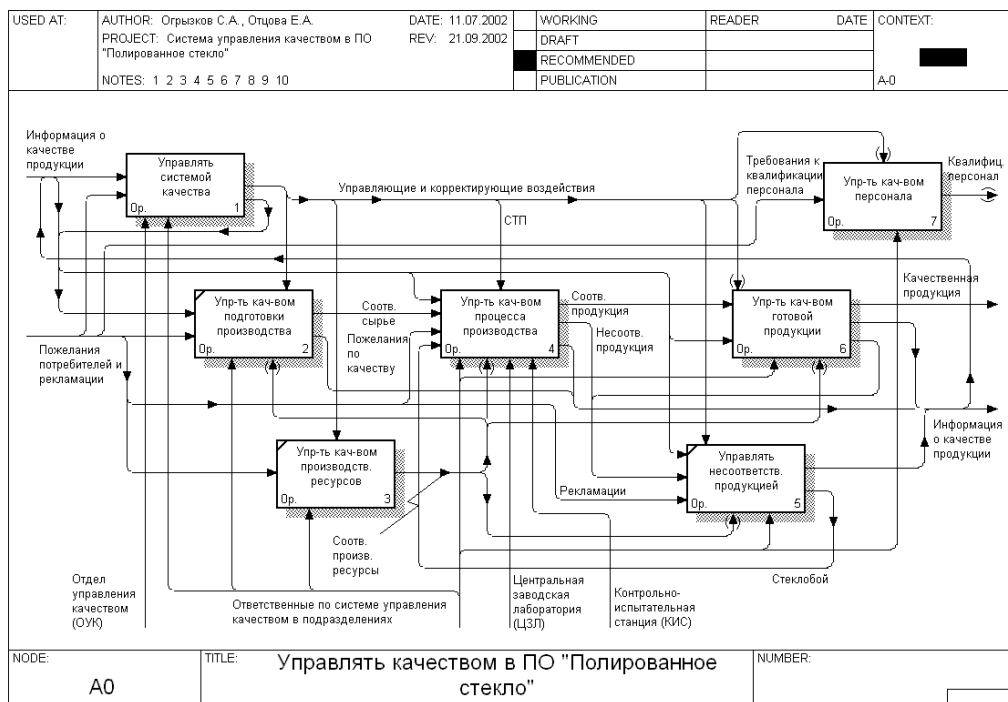 USED AT:
AUTHOR: Огрызков С.А., Отцова Е.А.
DATE: 11.07.2002
PROJECT: Система управления качеством в ПО
"Полированное стекло"
REV: 21.09.2002
NOTES: 1 2 3 4 5 6 7 8 9 10
WORKING
DRAFT
RECOMMENDED
PUBLICATION
READER
DATE
CONTEXT:
A-0
Информация о
качестве
продукции
Управлять
системой
качества
0р.
1
Управляющие и корректирующие воздействия
СТП
Требования к
квалификации
персонала
Упр-ть кач-вом
персонала
0р.
7
Квалифиц.
персонал
Упр-ть кач-вом
подготовки
производства
0р.
2
Соотв.
сырье
Пожелания
по
качеству
Упр-ть кач-вом
процесса
производства
0р.
4
Соотв.
продукция
Несоотв.
продукция
Упр-ть кач-вом
готовой
продукции
0р.
6
Качественная
продукция
Пожелания
потребителей и
рекламации
Информация
о качестве
продукции
Упр-ть кач-вом
производств.
ресурсов
0р.
3
Управлять
несоответств.
продукцией
0р.
5
Рекламации
Соотв.
произв.
ресурсы
Стеклобой
Отдел
управления
качеством
(ОУК)
Ответственные по системе управления
качеством в подразделениях
Центральная
заводская
лаборатория
(ЦЗЛ)
Контрольно-
испытательная
станция (КИС)
NODE:
A0
TITLE:
Управлять качеством в ПО "Полированное
стекло"
NUMBER: